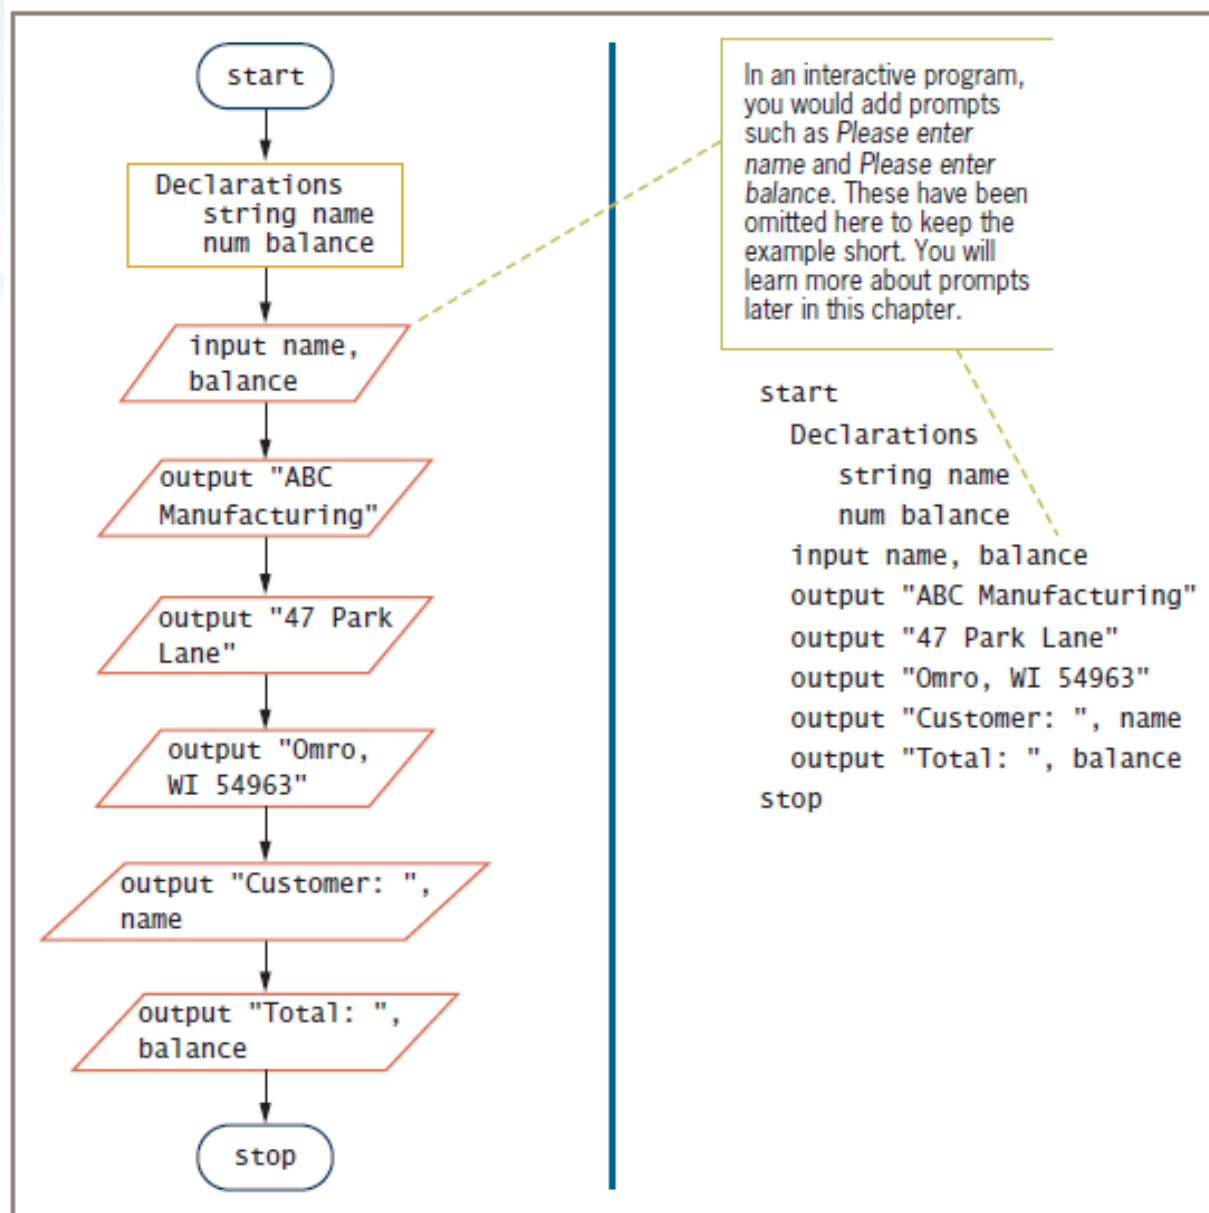 start
Declarations
string name
num balance
input name,
balance
output "ABC
Manufacturing"
output "47 Park
Lane"
output "Omro,
WI 54963"
output "Customer: ",
name
output "Total: ",
balance
stop
In an interactive program,
you would add prompts
such as Please enter
name and Please enter
balance. These have been
omitted here to keep the
example short. You will
learn more about prompts
later in this chapter.
start
Declarations
string name
num balance
input name, balance
output "ABC Manufacturing"
output "47 Park Lane"
output "Omro, WI 54963"
output "Customer: ", name
output "Total: ", balance
stop